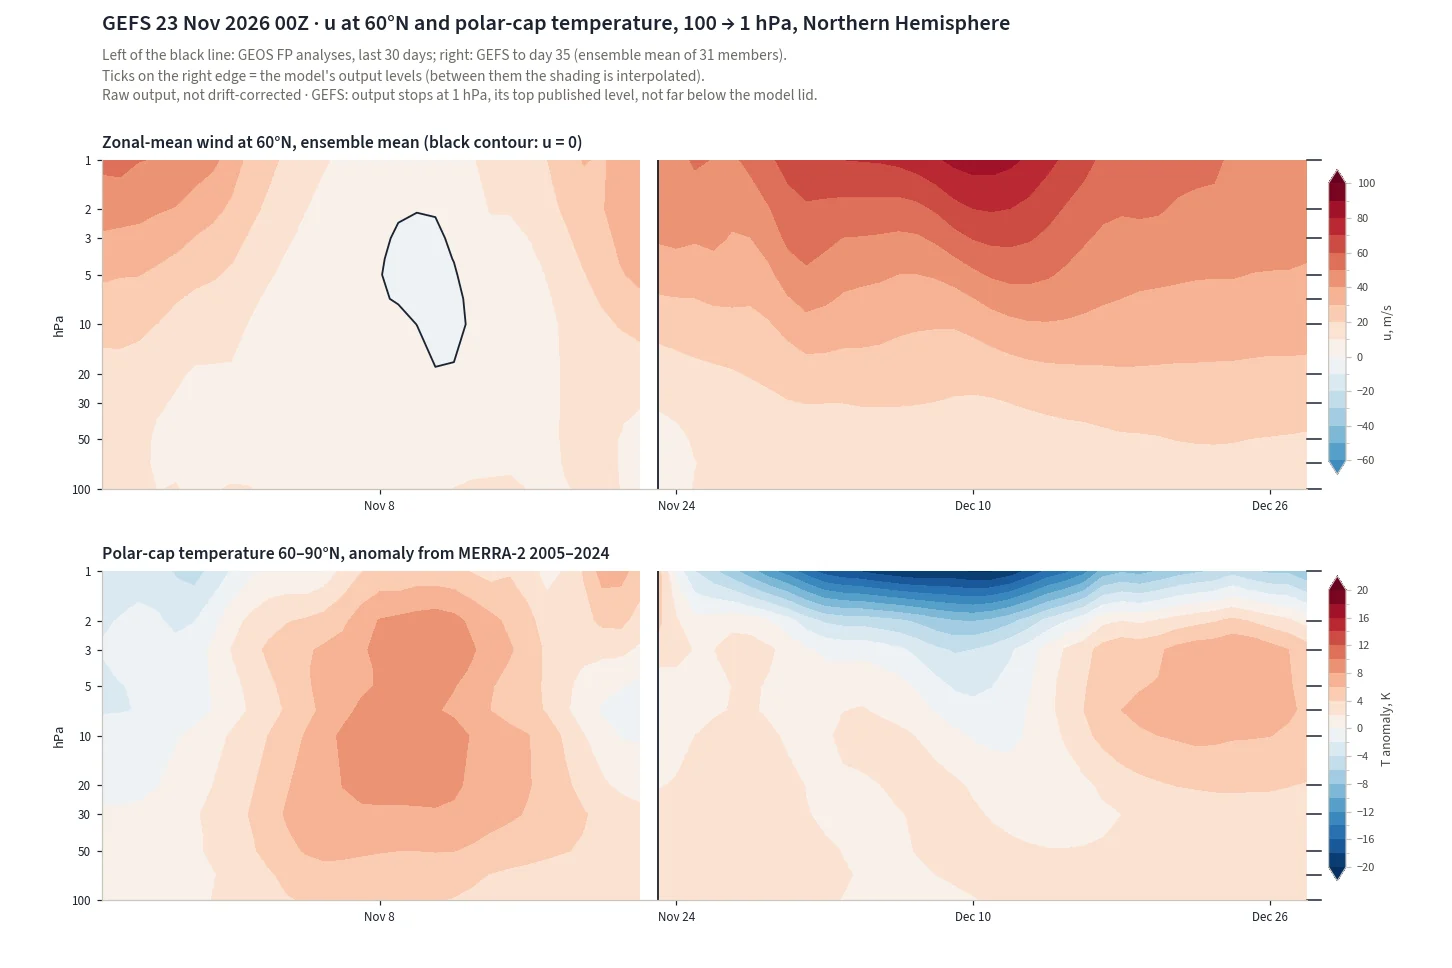 GEFS 23 Nov 2026 00Z · u at 60°N and polar-cap temperature, 100 → 1 hPa, Northern Hemisphere
Left of the black line: GEOS FP analyses, last 30 days; right: GEFS to day 35 (ensemble mean of 31 members).
Ticks on the right edge = the model's output levels (between them the shading is interpolated).
Raw output, not drift-corrected · GEFS: output stops at 1 hPa, its top published level, not far below the model lid.
Zonal-mean wind at 60°N, ensemble mean (black contour: u = 0)
1
2
3
5
10
20
30
50
100
hPa
Nov 8
Nov 24
Dec 10
Dec 26
100
80
60
40
20
0
−20
−40
−60
u, m/s
Polar-cap temperature 60–90°N, anomaly from MERRA-2 2005–2024
1
2
3
5
10
20
30
50
100
hPa
Nov 8
Nov 24
Dec 10
Dec 26
20
16
12
8
4
0
−4
−8
−12
−16
−20
T anomaly, K